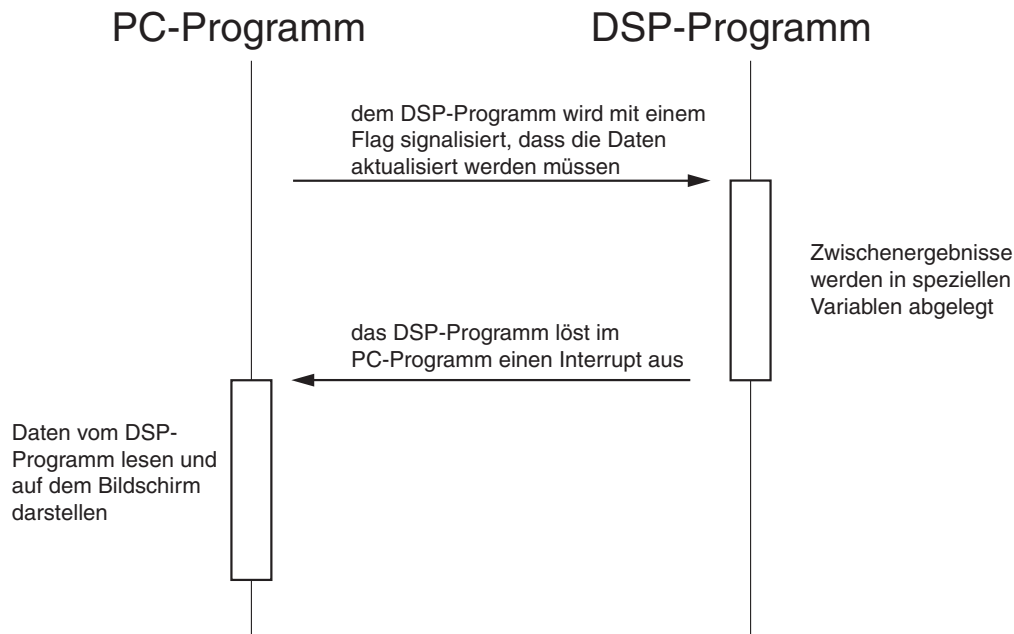 PC-Programm
DSP-Programm
dem DSP-Programm wird mit einem
Flag signalisiert, dass die Daten
aktualisiert werden müssen
Zwischenergebnisse
werden in speziellen
Variablen abgelegt
das DSP-Programm löst im
PC-Programm einen Interrupt aus
Daten vom DSP-
Programm lesen und
auf dem Bildschirm
darstellen